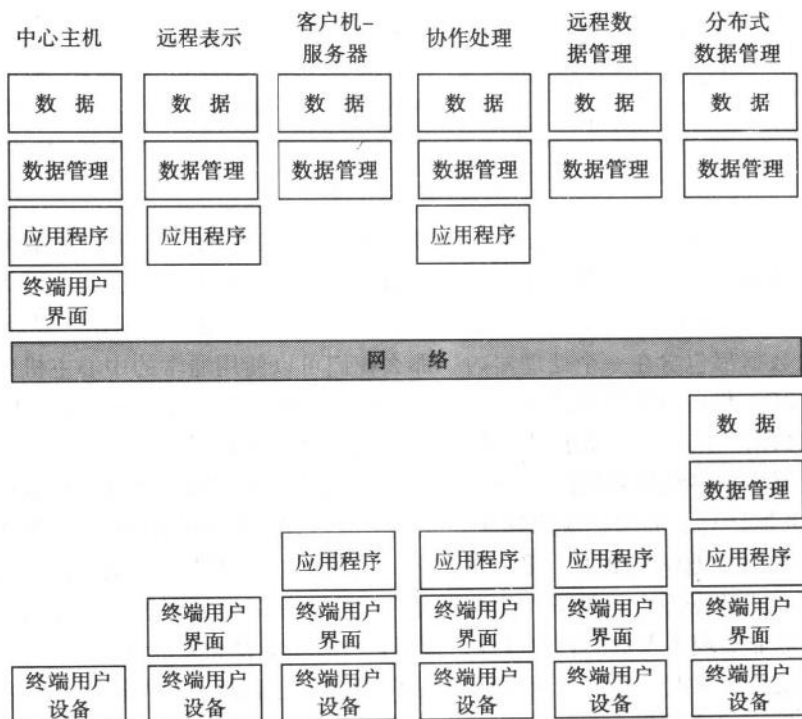 中心主机
远程表示
客户机-
服务器
协作处理
远程数
据管理
分布式
数据管理
数 据
数 据
数 据
数 据
数 据
数 据
数据管理
数据管理
数据管理
数据管理
数据管理
数据管理
应用程序
应用程序
应用程序
终端用户
界面
网 络
数 据
数据管理
应用程序
应用程序
应用程序
应用程序
终端用户
界面
终端用户
界面
终端用户
界面
终端用户
界面
终端用户
界面
终端用户
设备
终端用户
设备
终端用户
设备
终端用户
设备
终端用户
设备
终端用户
设备